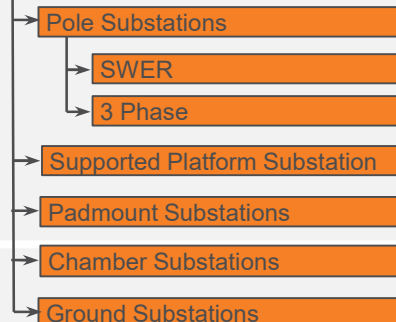 Pole Substations
SWER
3 Phase
Supported Platform Substation
Padmount Substations
Chamber Substations
Ground Substations